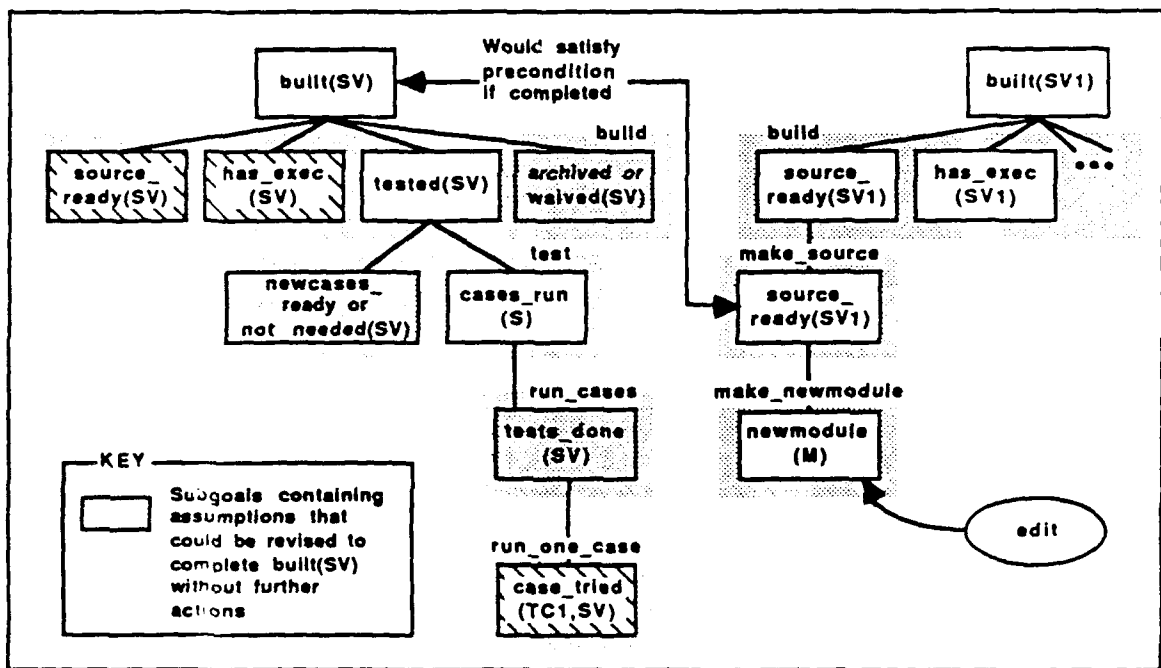 Would satisfy
precondition
if completed
built(SV)
built(SV1)
build
build
source_
ready(SV)
has_exec
(SV)
tested(SV)
archived or
waived(SV)
source_
ready(SV1)
has_exec
(SV1)
•••
test
make_source
newcases_
ready or
not needed(SV)
cases_run
(S)
source_
ready(SV1)
run_cases
make_newmodule
tests_done
(SV)
newmodule
(M)
KEY
Subgoals containing
assumptions that
could be revised to
complete built(SV)
without further
actions
edit
run_one_case
case_tried
(TC1,SV)